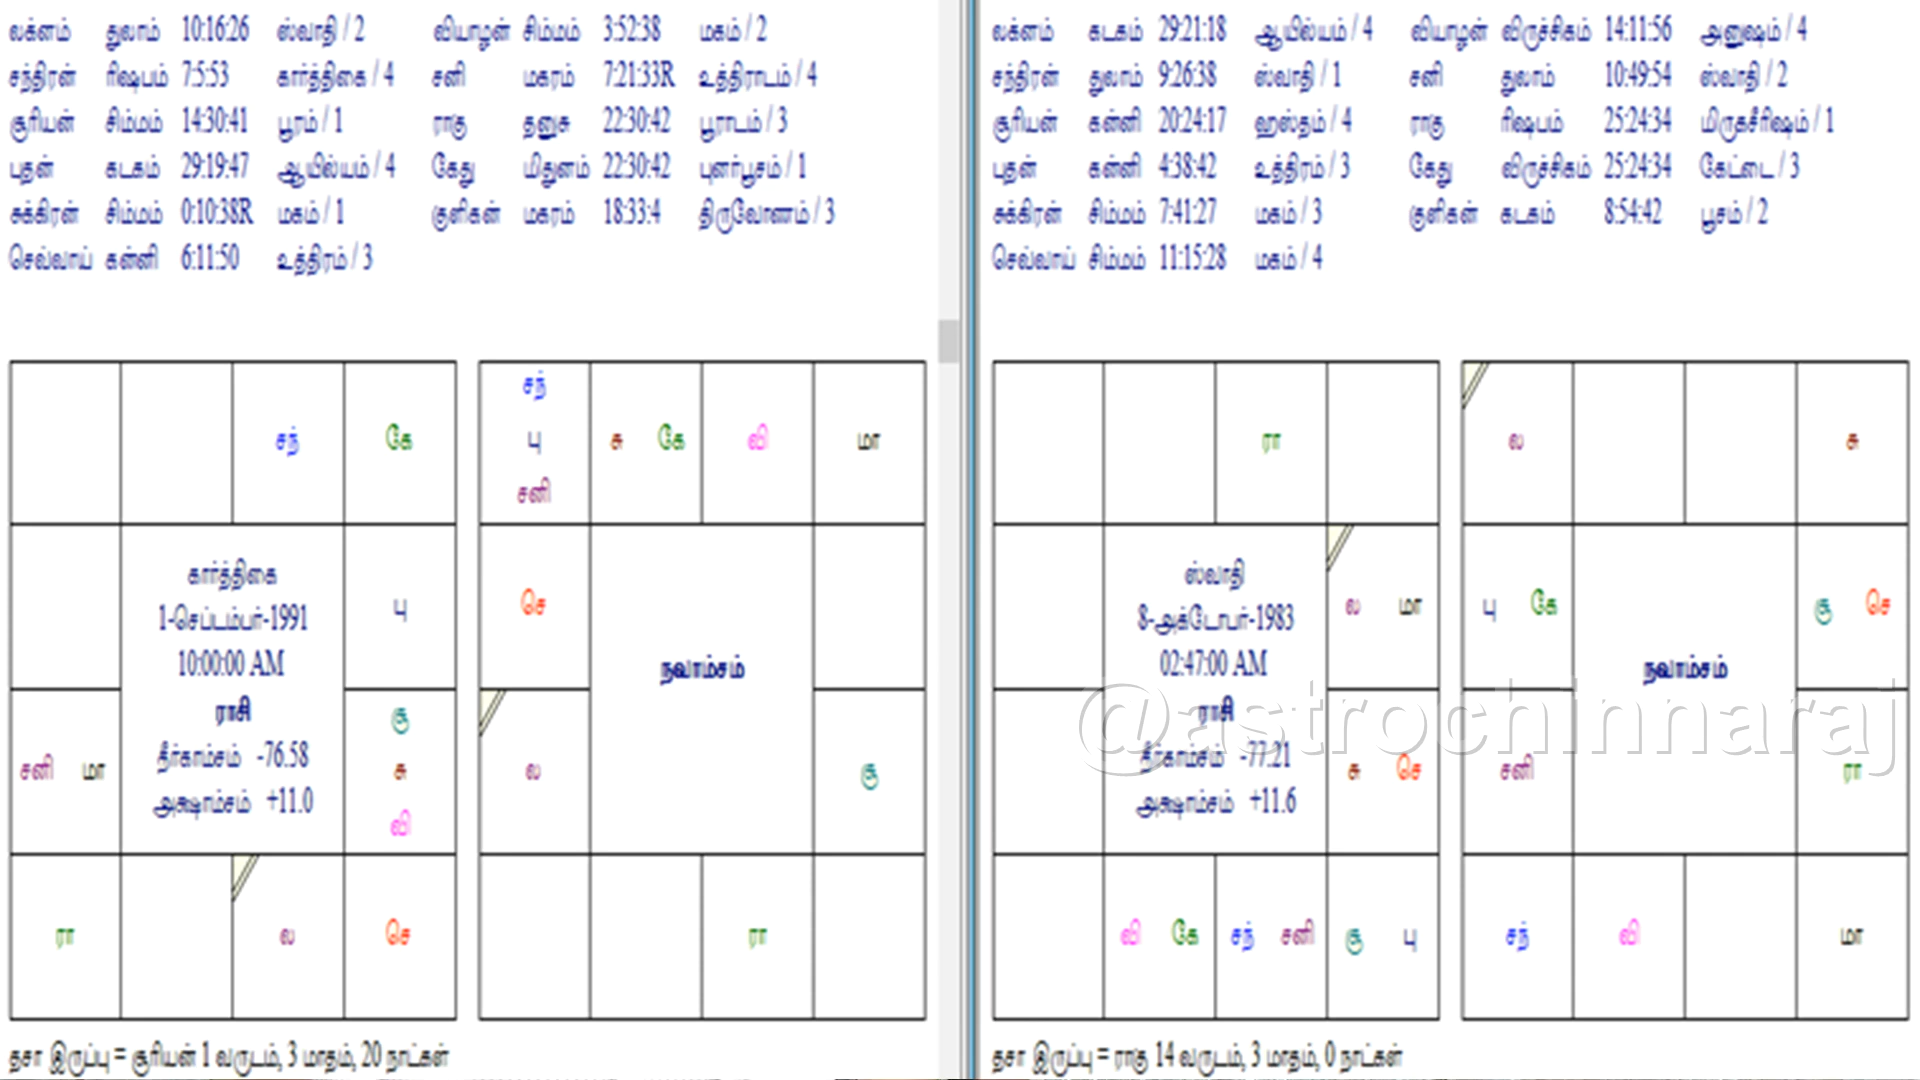 லக்னம் துலாம் 10:16:26 ஸ்வாதி / 2 வியாழன் சிம்மம் 3:52:38 மகம் / 2
சந்திரன் ரிஷபம் 7:5:53 கார்த்திகை / 4 சனி மகரம் 7:21:33R உத்திராடம் / 4
சூரியன் சிம்மம் 14:30:41 பூரம் / 1 ராகு தனுசு 22:30:42 பூராடம் / 3
புதன் கடகம் 29:19:47 ஆயில்யம் / 4 கேது மிதுனம் 22:30:42 புனர்பூசம் / 1
சுக்கிரன் சிம்மம் 0:10:38R மகம் / 1 குளிகன் மகரம் 18:33:4 திருவோணம் / 3
செவ்வாய் கன்னி 6:11:50 உத்திரம் / 3
சந் கே
கார்த்திகை
1-செப்டம்பர்-1991
10:00:00 AM
ராசி
தீர்காம்சம் -76.58
அக்ஷாம்சம் +11.0
பு
சனி மா
சூ
சு
வி
ரா ல செ
சந்
பு
சனி
சு கே வி மா
செ
நவாம்சம்
ல சூ
ரா
தசா இருப்பு = சூரியன் 1 வருடம், 3 மாதம், 20 நாட்கள்
லக்னம் கடகம் 29:21:18 ஆயில்யம் / 4 வியாழன் விருச்சிகம் 14:11:56 அனுஷம் / 4
சந்திரன் துலாம் 9:26:38 ஸ்வாதி / 1 சனி துலாம் 10:49:54 ஸ்வாதி / 2
சூரியன் கன்னி 20:24:17 ஹஸ்தம் / 4 ராகு ரிஷபம் 25:24:34 மிருகசீரிஷம் / 1
புதன் கன்னி 4:38:42 உத்திரம் / 3 கேது விருச்சிகம் 25:24:34 கேட்டை / 3
சுக்கிரன் சிம்மம் 7:41:27 மகம் / 3 குளிகன் கடகம் 8:54:42 பூசம் / 2
செவ்வாய் சிம்மம் 11:15:28 மகம் / 4
ரா
ஸ்வாதி
8-அக்டோபர்-1983
02:47:00 AM
ராசி
தீர்காம்சம் -77.21
அக்ஷாம்சம் +11.6
ல மா
சு செ
வி கே சந் சனி சூ பு
ல சு
பு கே சூ செ
நவாம்சம்
சனி ரா
சந் வி மா
@astrochinnaraj
தசா இருப்பு = ராகு 14 வருடம், 3 மாதம், 0 நாட்கள்